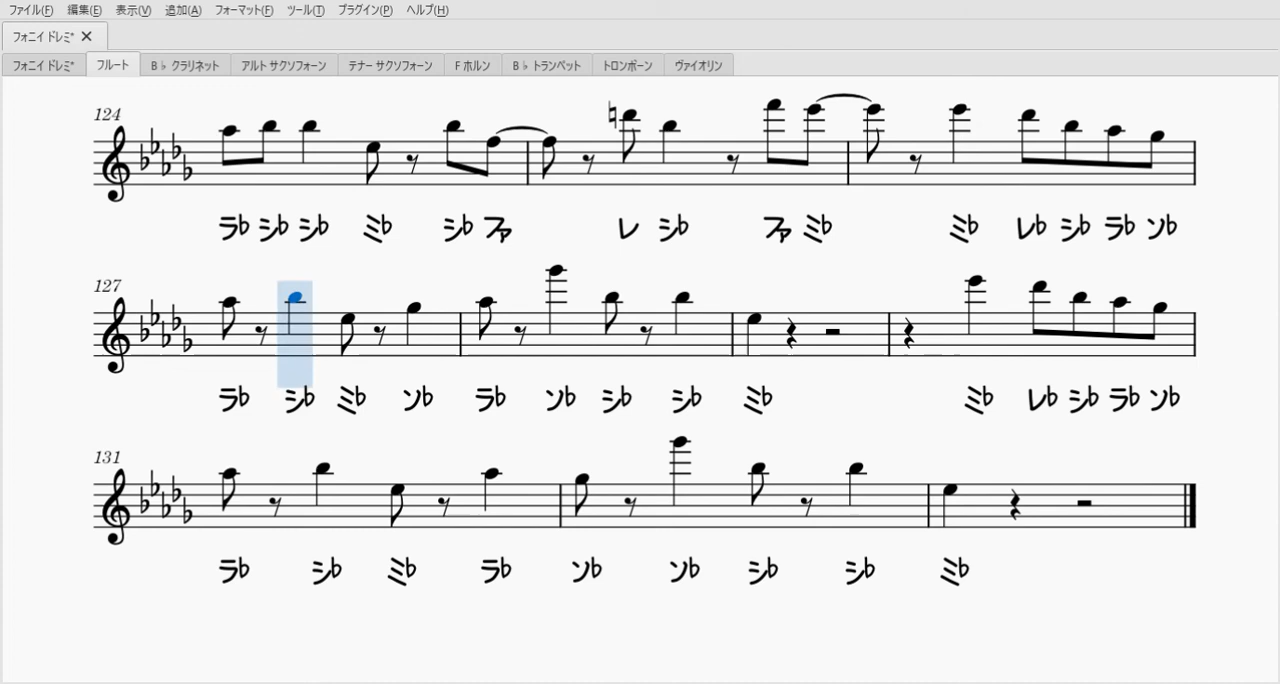 ファイル(F) 編集(E) 表示(V) 追加(A) フォーマット(F) ツール(T) プラグイン(P) ヘルプ(H)
フォニイ ドレミ* ✕
フォニイ ドレミ* フルート B♭ クラリネット アルト サクソフォーン テナー サクソフォーン F ホルン B♭ トランペット トロンボーン ヴァイオリン
124
ラ♭ シ♭ シ♭ ミ♭ シ♭ ファ レ シ♭ ファ ミ♭ ミ♭ レ♭ シ♭ ラ♭ ソ♭
127
ラ♭ シ♭ ミ♭ ソ♭ ラ♭ ソ♭ シ♭ シ♭ ミ♭ ミ♭ レ♭ シ♭ ラ♭ ソ♭
131
ラ♭ シ♭ ミ♭ ラ♭ ソ♭ ソ♭ シ♭ シ♭ ミ♭